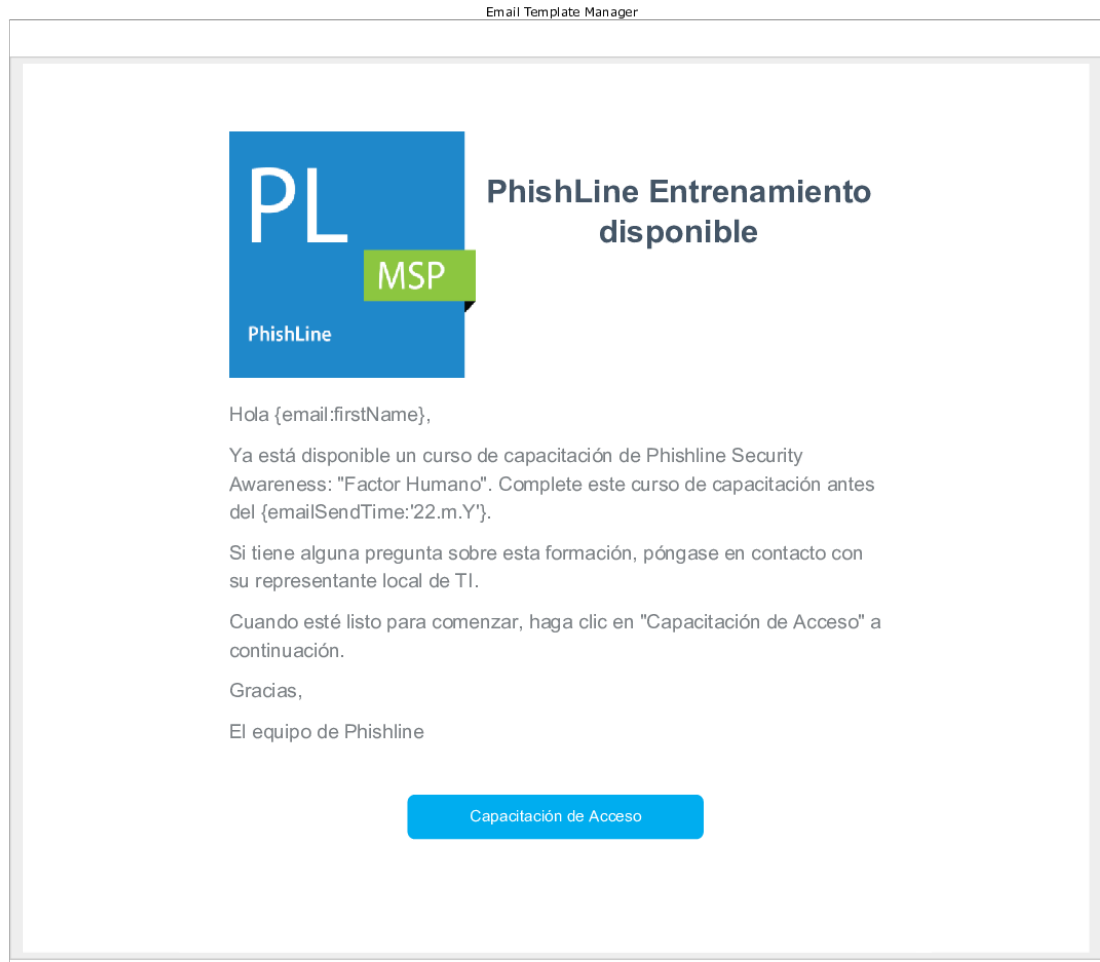 Email Template Manager
PL
MSP
PhishLine
PhishLine Entrenamiento
disponible
Hola {email:firstName},
Ya está disponible un curso de capacitación de Phishline Security
Awareness: "Factor Humano". Complete este curso de capacitación antes
del {emailSendTime:'22.m.Y'}.
Si tiene alguna pregunta sobre esta formación, póngase en contacto con
su representante local de TI.
Cuando esté listo para comenzar, haga clic en "Capacitación de Acceso" a
continuación.
Gracias,
El equipo de Phishline
Capacitación de Acceso